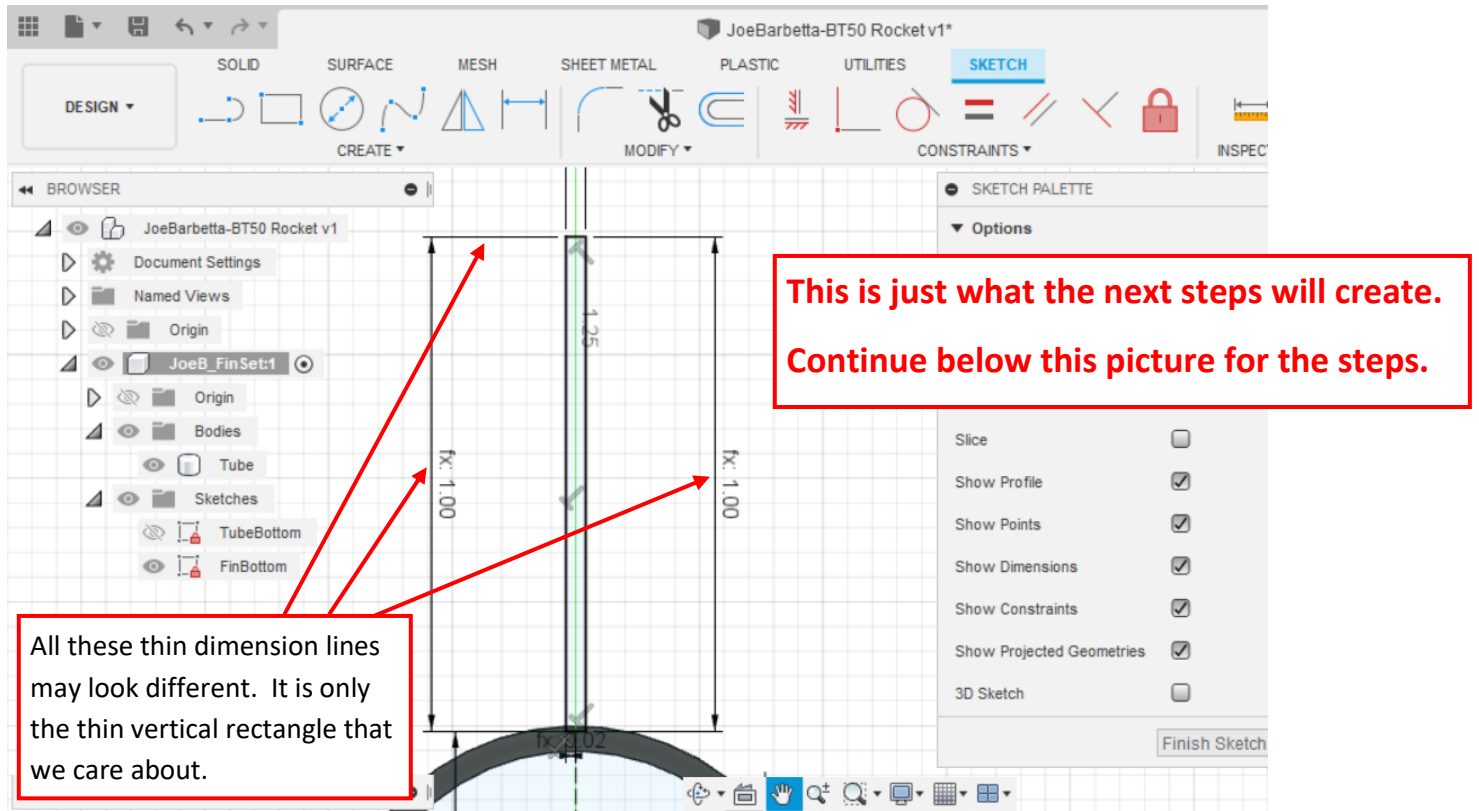 JoeBarbetta-BT50 Rocket v1*
SOLID SURFACE MESH SHEET METAL PLASTIC UTILITIES SKETCH
DESIGN
CREATE MODIFY CONSTRAINTS INSPEC
BROWSER
JoeBarbetta-BT50 Rocket v1
Document Settings
Named Views
Origin
JoeB_FinSet:1
Origin
Bodies
Tube
Sketches
TubeBottom
FinBottom
1.25
fx: 1.00
fx: 1.00
SKETCH PALETTE
Options
This is just what the next steps will create.
Continue below this picture for the steps.
Slice
Show Profile
Show Points
Show Dimensions
Show Constraints
Show Projected Geometries
3D Sketch
Finish Sketch
All these thin dimension lines
may look different. It is only
the thin vertical rectangle that
we care about.